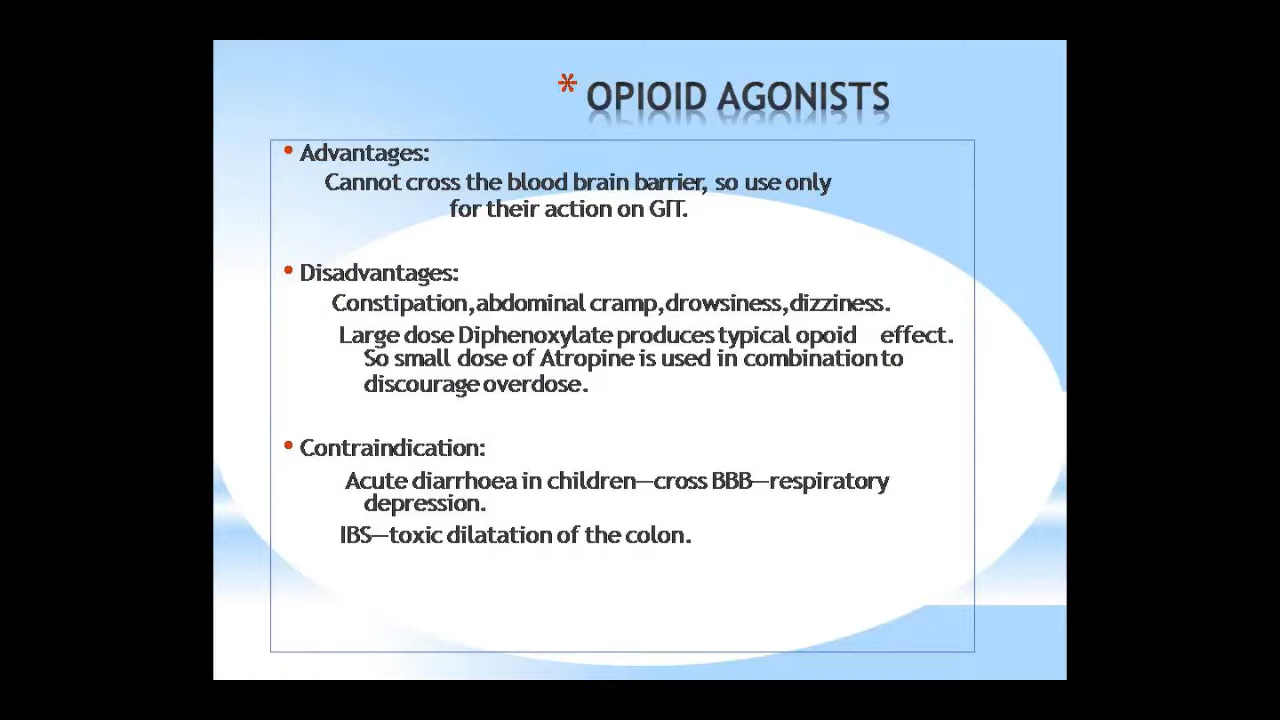 * OPIOID AGONISTS
• Advantages:
Cannot cross the blood brain barrier, so use only
for their action on GIT.
• Disadvantages:
Constipation,abdominal cramp,drowsiness,dizziness.
Large dose Diphenoxylate produces typical opoid effect.
So small dose of Atropine is used in combination to
discourage overdose.
• Contraindication:
Acute diarrhoea in children—cross BBB—respiratory
depression.
IBS—toxic dilatation of the colon.